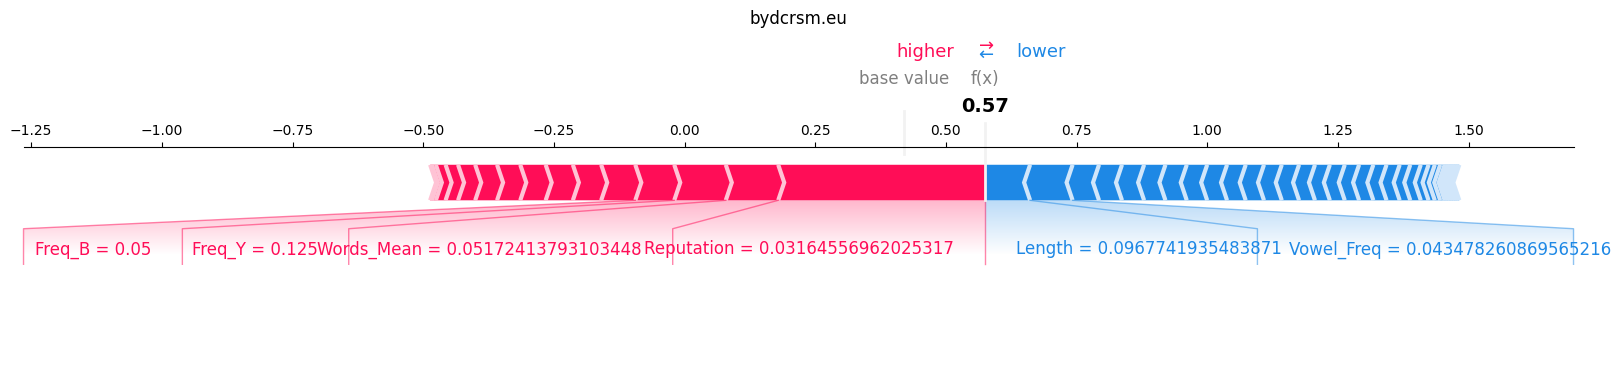 bydcrsm.eu
higher → ← lower
base value f(x)
0.57
−1.25 −1.00 −0.75 −0.50 −0.25 0.00 0.25 0.50 0.75 1.00 1.25 1.50
Freq_B = 0.05 Freq_Y = 0.125 Words_Mean = 0.05172413793103448 Reputation = 0.03164556962025317 Length = 0.0967741935483871 Vowel_Freq = 0.043478260869565216